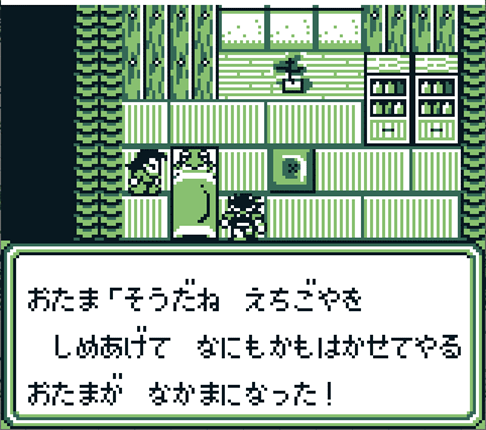 おたま「そうだね　えちごやを
しめあげて　なにもかもはかせてやる
おたまが　なかまになった！